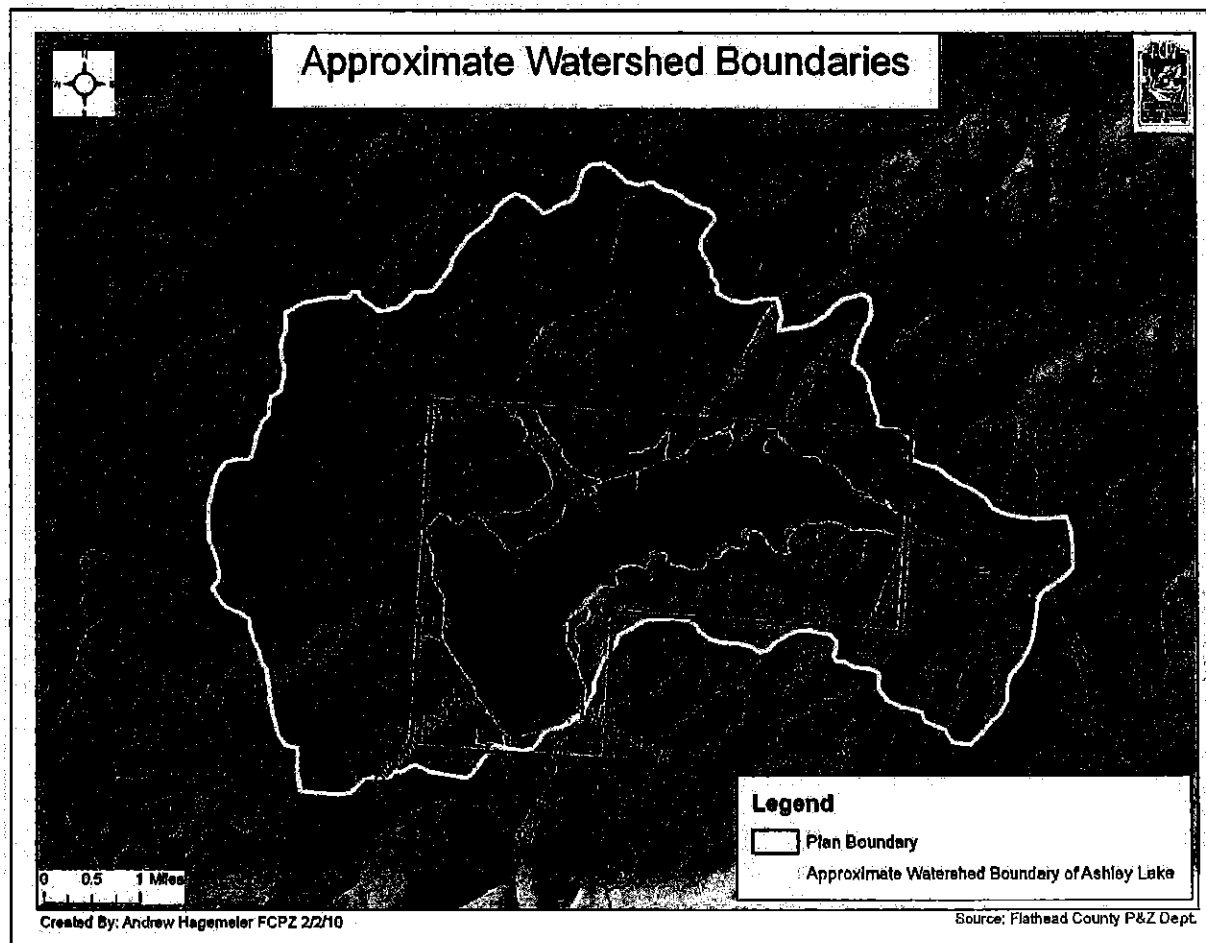 Approximate Watershed Boundaries
Legend
Plan Boundary
Approximate Watershed Boundary of Ashley Lake
0 0.5 1 Miles
Created By: Andrew Hagemeier FCPZ 2/2/10
Source: Flathead County P&Z Dept.